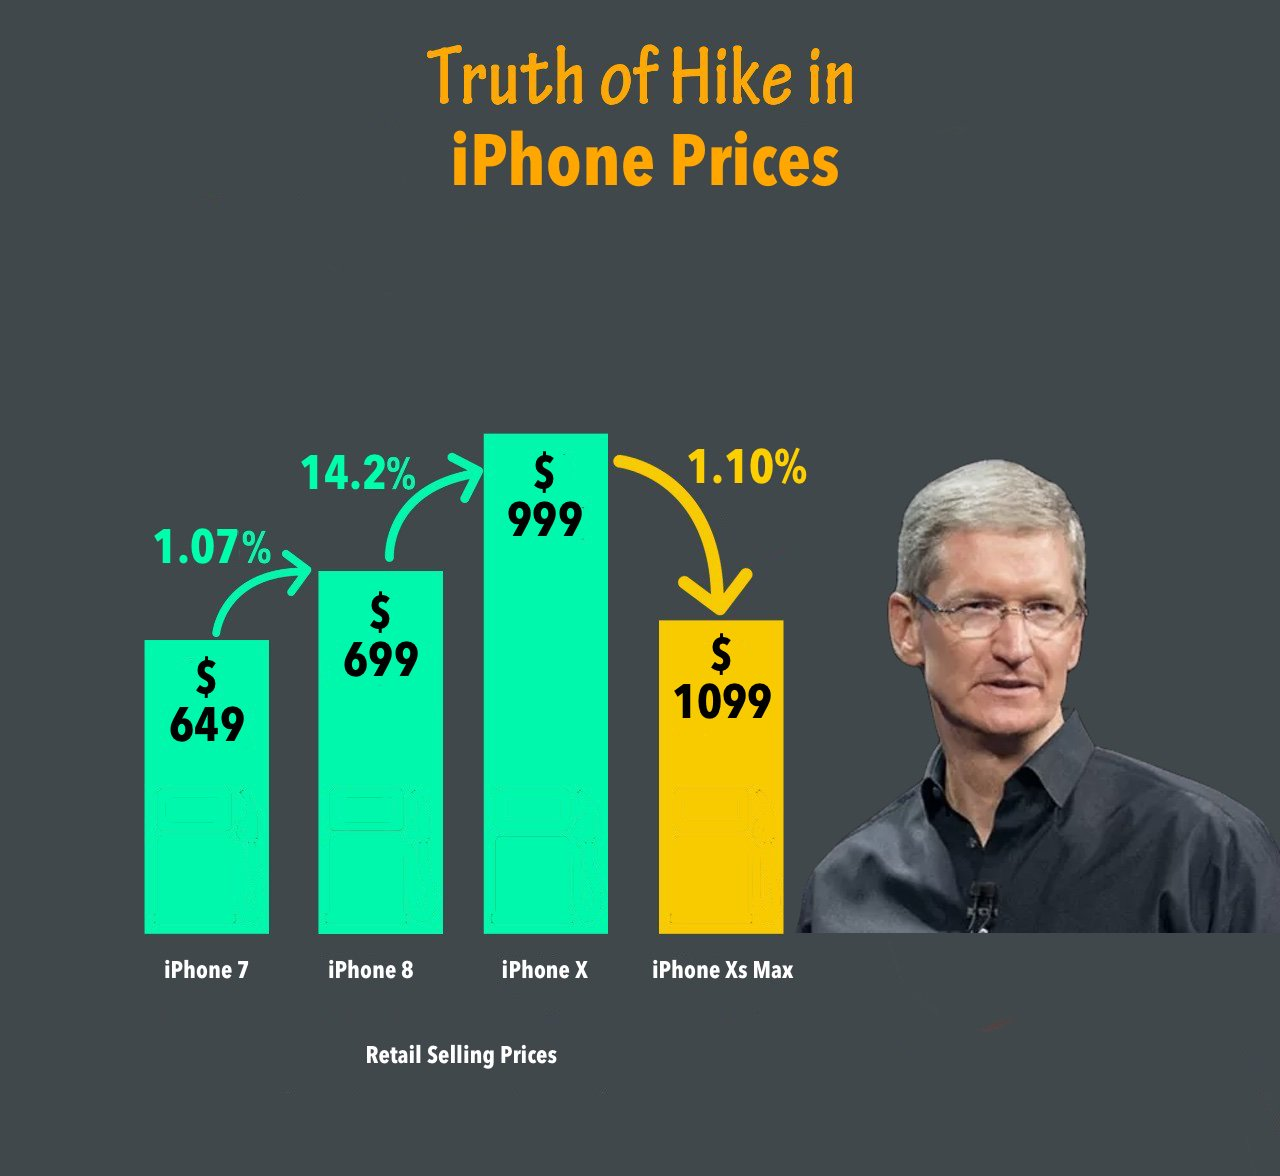 Truth of Hike in
iPhone Prices
1.07%
14.2%
1.10%
$
649
$
699
$
999
$
1099
iPhone 7
iPhone 8
iPhone X
iPhone Xs Max
Retail Selling Prices